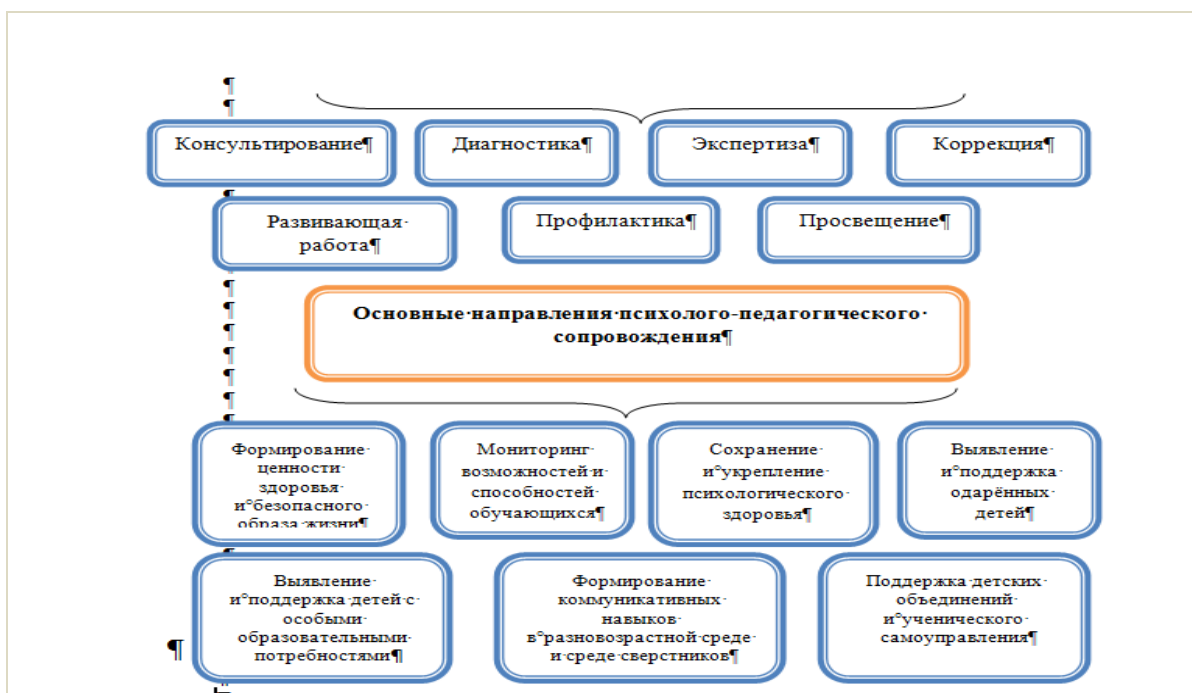 Консультирование
Диагностика
Экспертиза
Коррекция
Развивающая
работа
Профилактика
Просвещение
Основные направления психолого-педагогического
сопровождения
Формирование
ценности
здоровья
и безопасного
образа жизни
Мониторинг
возможностей и
способностей
обучающихся
Сохранение
и укрепление
психологического
здоровья
Выявление
и поддержка
одарённых
детей
Выявление
и поддержка детей с
особыми
образовательными
потребностями
Формирование
коммуникативных
навыков
в разновозрастной среде
и среде сверстников
Поддержка детских
объединений
и ученического
самоуправления